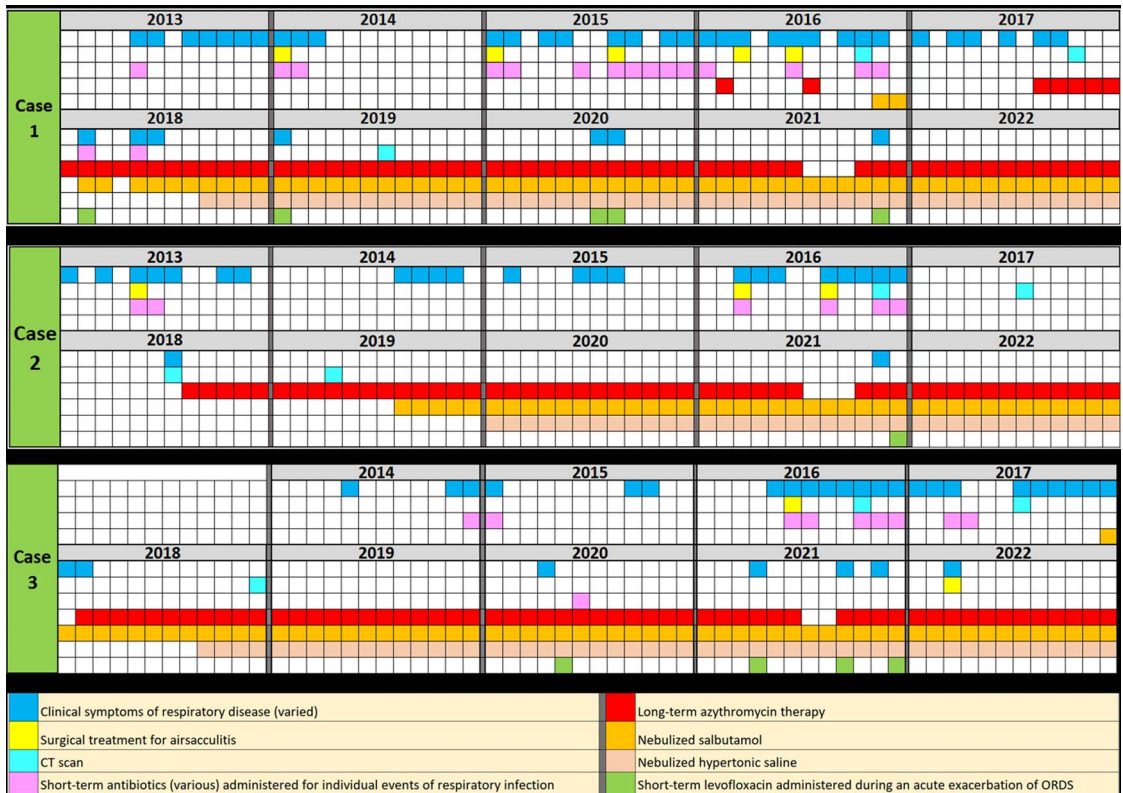 2013 2014 2015 2016 2017
Case
1
2018 2019 2020 2021 2022
2013 2014 2015 2016 2017
Case
2
2018 2019 2020 2021 2022
2014 2015 2016 2017
Case
3
2018 2019 2020 2021 2022
Clinical symptoms of respiratory disease (varied) Long-term azythromycin therapy
Surgical treatment for airsacculitis Nebulized salbutamol
CT scan Nebulized hypertonic saline
Short-term antibiotics (various) administered for individual events of respiratory infection Short-term levofloxacin administered during an acute exacerbation of ORDS